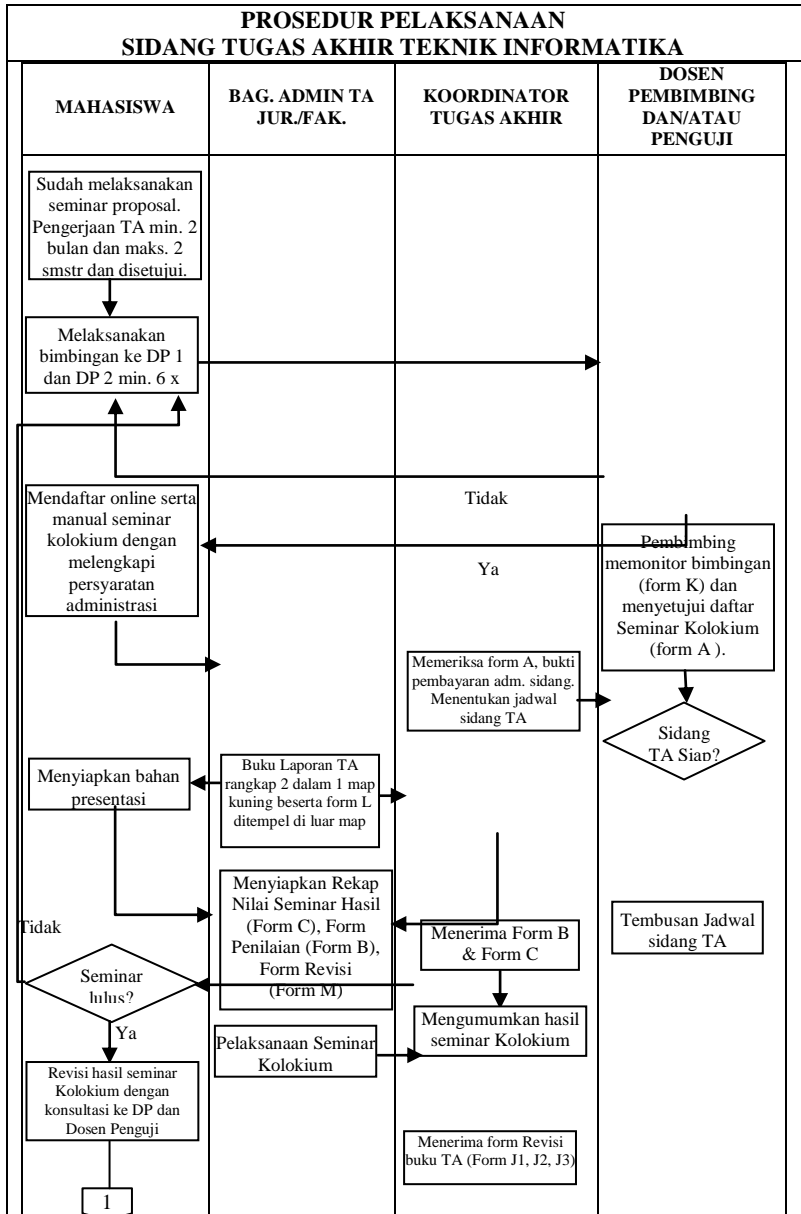 PROSEDUR PELAKSANAAN
SIDANG TUGAS AKHIR TEKNIK INFORMATIKA
MAHASISWA
BAG. ADMIN TA
JUR./FAK.
KOORDINATOR
TUGAS AKHIR
DOSEN
PEMBIMBING
DAN/ATAU
PENGUJI
Sudah melaksanakan
seminar proposal.
Pengerjaan TA min. 2
bulan dan maks. 2
smstr dan disetujui.
Melaksanakan
bimbingan ke DP 1
dan DP 2 min. 6 x
Tidak
Mendaftar online serta
manual seminar
kolokium dengan
melengkapi
persyaratan
administrasi
Ya
Pembimbing
memonitor bimbingan
(form K) dan
menyetujui daftar
Seminar Kolokium
(form A ).
Memeriksa form A, bukti
pembayaran adm. sidang.
Menentukan jadwal
sidang TA
Sidang
TA Siap?
Menyiapkan bahan
presentasi
Buku Laporan TA
rangkap 2 dalam 1 map
kuning beserta form L
ditempel di luar map
Menyiapkan Rekap
Nilai Seminar Hasil
(Form C), Form
Penilaian (Form B),
Form Revisi
(Form M)
Menerima Form B
& Form C
Tembusan Jadwal
sidang TA
Tidak
Seminar
lulus?
Ya
Pelaksanaan Seminar
Kolokium
Mengumumkan hasil
seminar Kolokium
Revisi hasil seminar
Kolokium dengan
konsultasi ke DP dan
Dosen Penguji
Menerima form Revisi
buku TA (Form J1, J2, J3)
1